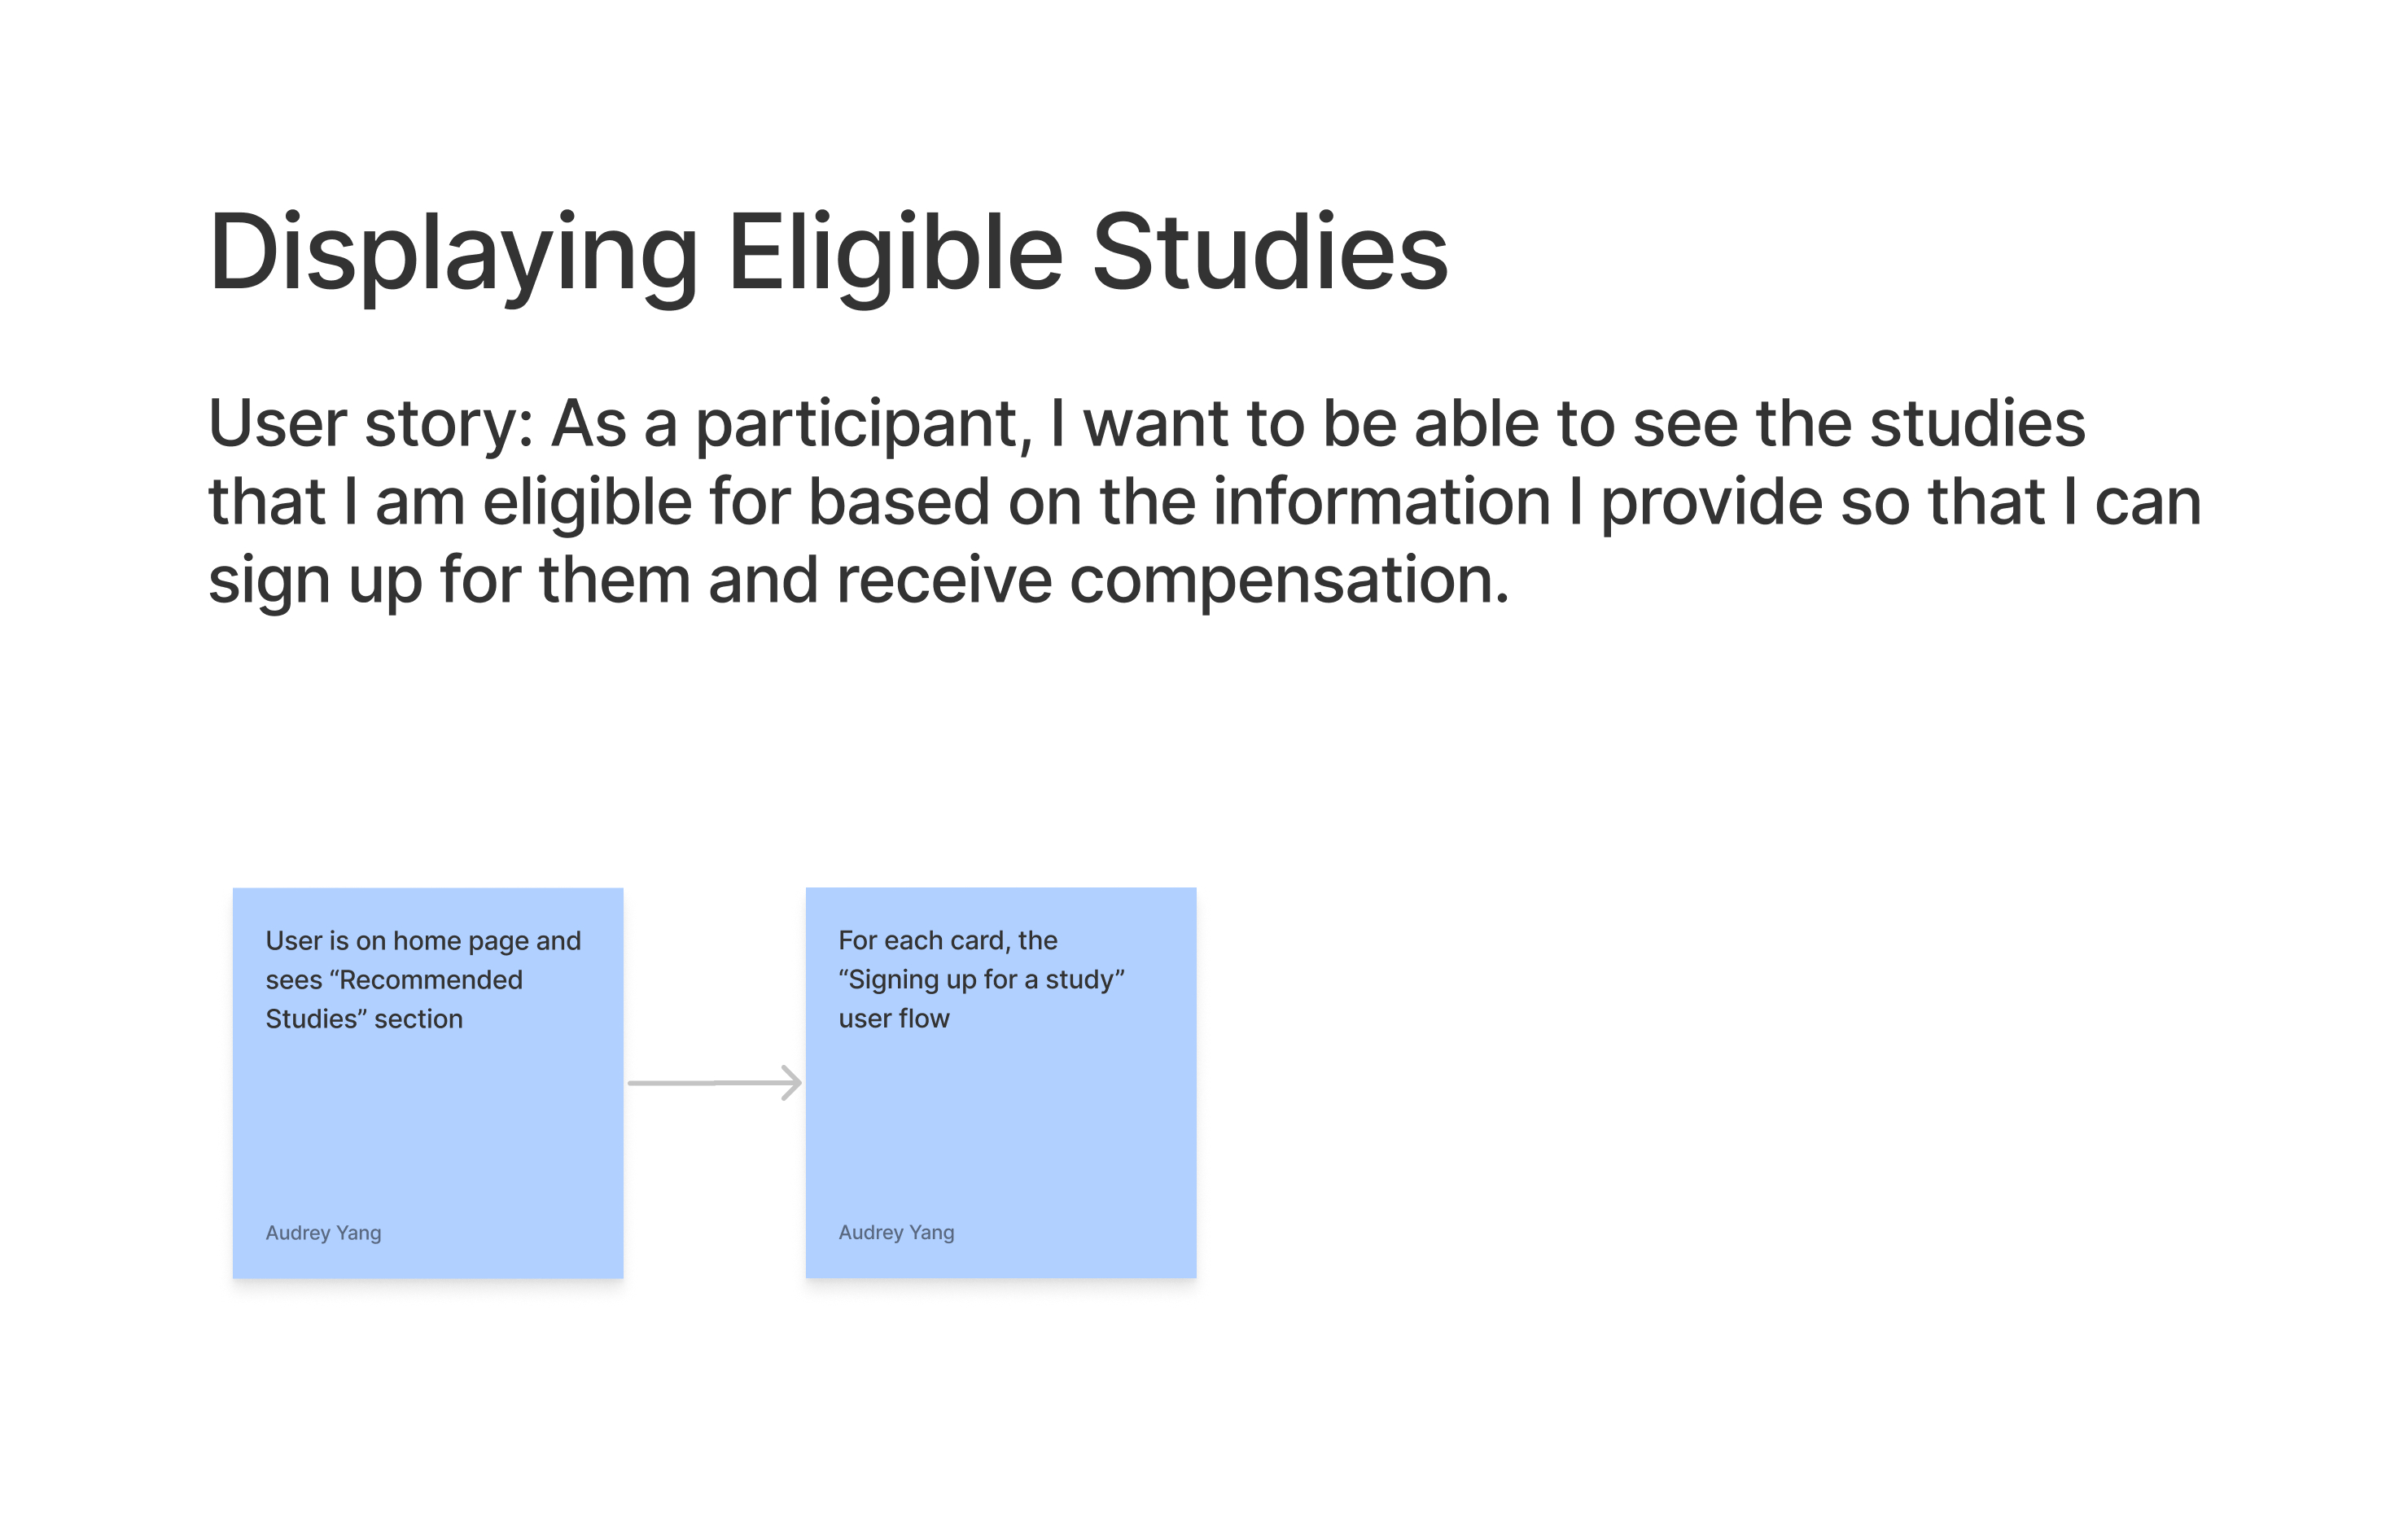 Displaying Eligible Studies
User story: As a participant, I want to be able to see the studies
that I am eligible for based on the information I provide so that I can
sign up for them and receive compensation.
User is on home page and
sees “Recommended
Studies” section
Audrey Yang
For each card, the
“Signing up for a study”
user flow
Audrey Yang